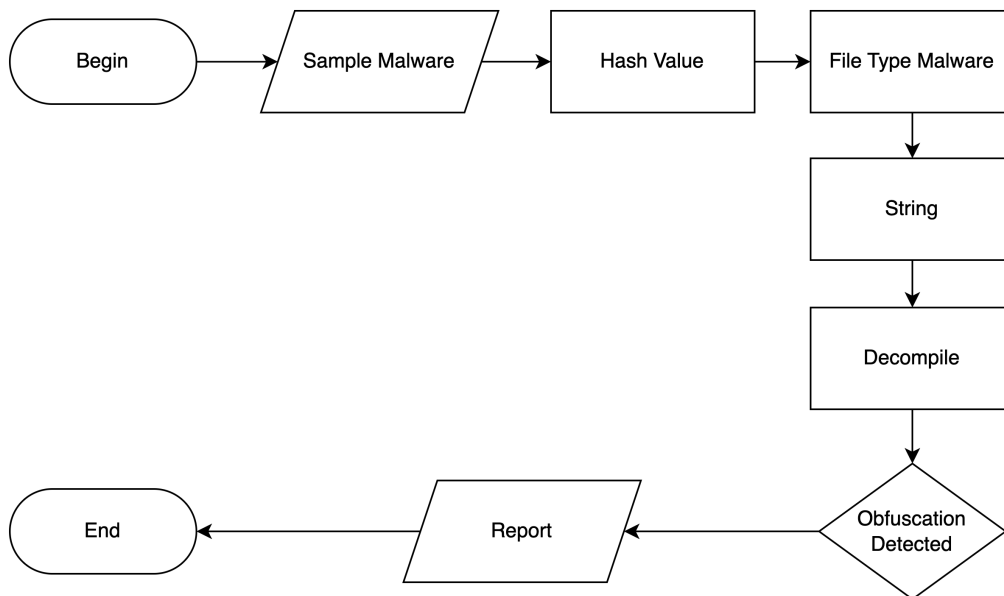 Begin
Sample Malware
Hash Value
File Type Malware
String
Decompile
Obfuscation
Detected
Report
End